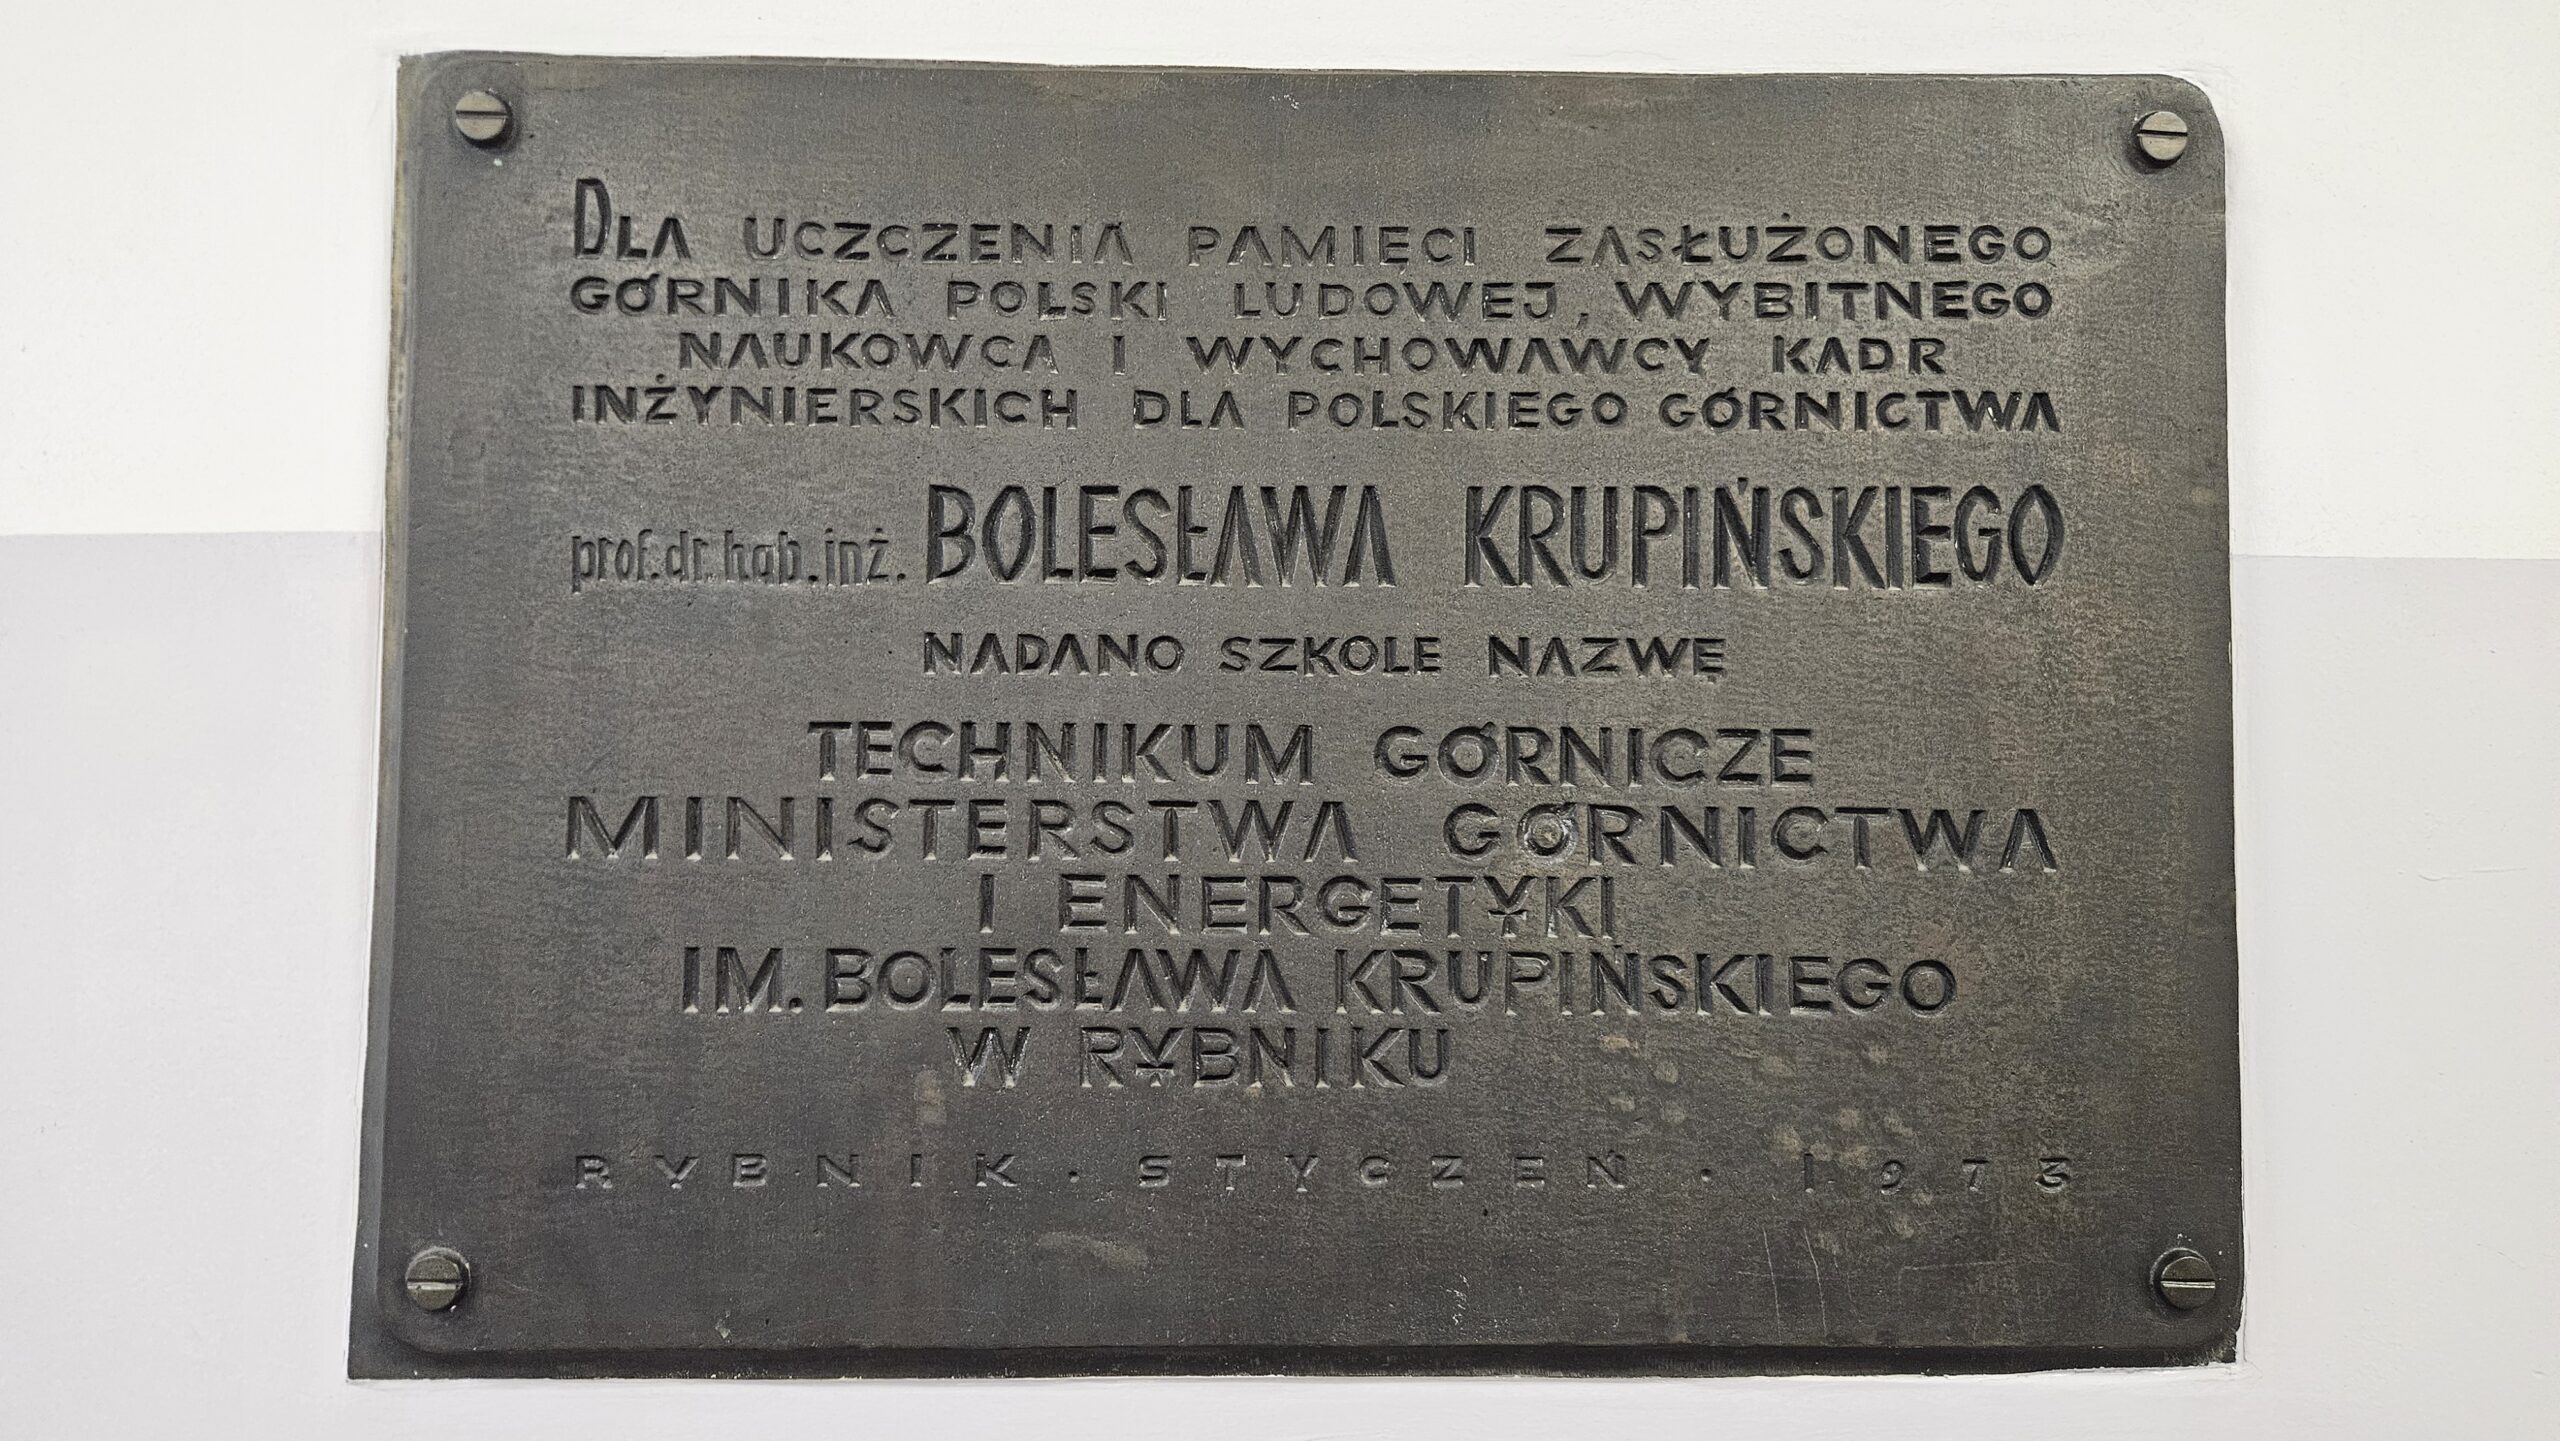 DLA UCZCZENIA PAMIĘCI ZASŁUŻONEGO
GÓRNIKA POLSKI LUDOWEJ, WYBITNEGO
NAUKOWCA I WYCHOWAWCY KADR
INŻYNIERSKICH DLA POLSKIEGO GÓRNICTWA
prof. dr. hab. inż. BOLESŁAWA KRUPIŃSKIEGO
NADANO SZKOLE NAZWĘ
TECHNIKUM GÓRNICZE
MINISTERSTWA GÓRNICTWA
I ENERGETYKI
IM. BOLESŁAWA KRUPIŃSKIEGO
W RYBNIKU
RYBNIK · STYCZEŃ · 1973